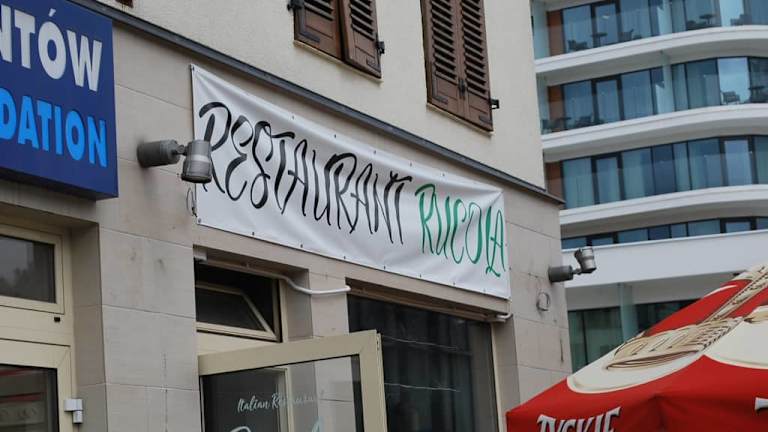 NTÓW
DATION
RESTAURANT RUCOLA
Italian Restaurant
TYSKIE